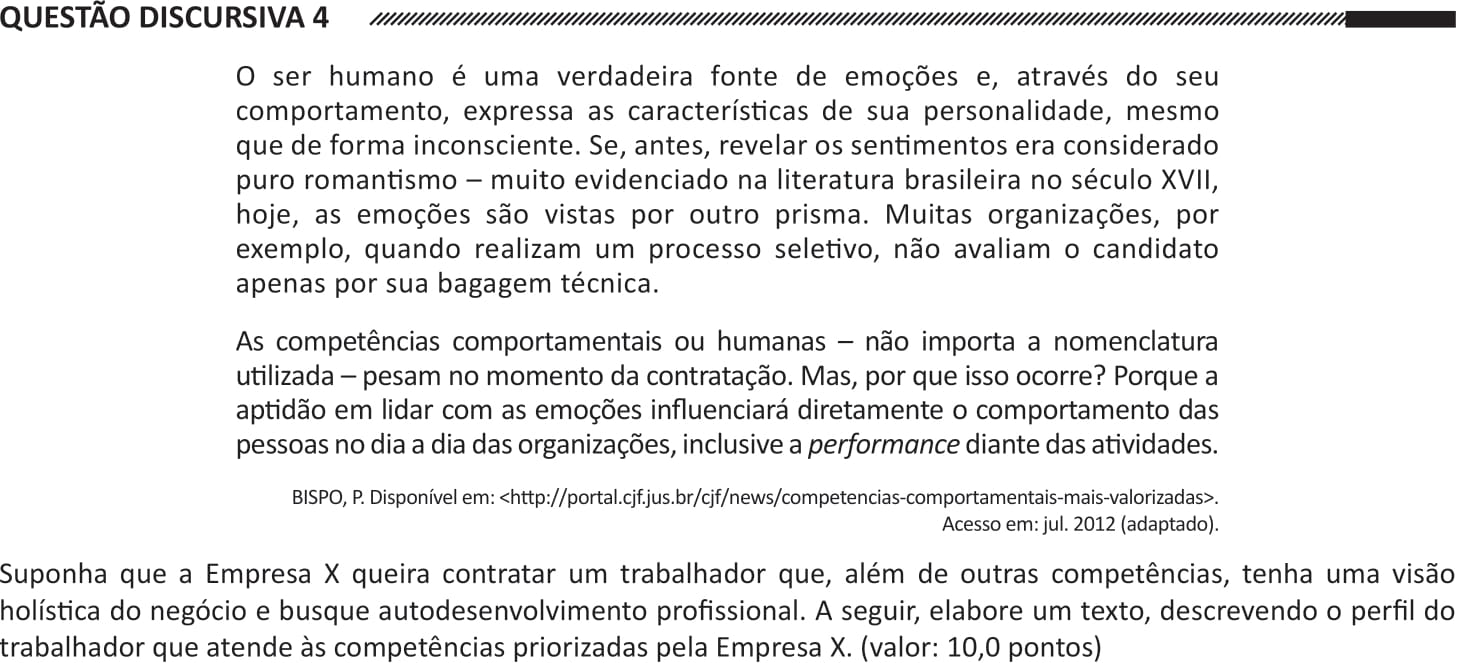 QUESTÃO DISCURSIVA 4
O ser humano é uma verdadeira fonte de emoções e, através do seu
comportamento, expressa as características de sua personalidade, mesmo
que de forma inconsciente. Se, antes, revelar os sentimentos era considerado
puro romantismo – muito evidenciado na literatura brasileira no século XVII,
hoje, as emoções são vistas por outro prisma. Muitas organizações, por
exemplo, quando realizam um processo seletivo, não avaliam o candidato
apenas por sua bagagem técnica.
As competências comportamentais ou humanas – não importa a nomenclatura
utilizada – pesam no momento da contratação. Mas, por que isso ocorre? Porque a
aptidão em lidar com as emoções influenciará diretamente o comportamento das
pessoas no dia a dia das organizações, inclusive a performance diante das atividades.
BISPO, P. Disponível em: <http://portal.cjf.jus.br/cjf/news/competencias-comportamentais-mais-valorizadas>.
Acesso em: jul. 2012 (adaptado).
Suponha que a Empresa X queira contratar um trabalhador que, além de outras competências, tenha uma visão
holística do negócio e busque autodesenvolvimento profissional. A seguir, elabore um texto, descrevendo o perfil do
trabalhador que atende às competências priorizadas pela Empresa X. (valor: 10,0 pontos)